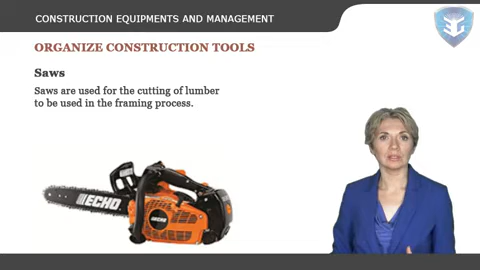 CONSTRUCTION EQUIPMENTS AND MANAGEMENT
ORGANIZE CONSTRUCTION TOOLS
Saws
Saws are used for the cutting of lumber
to be used in the framing process.
ECHO
ECHO